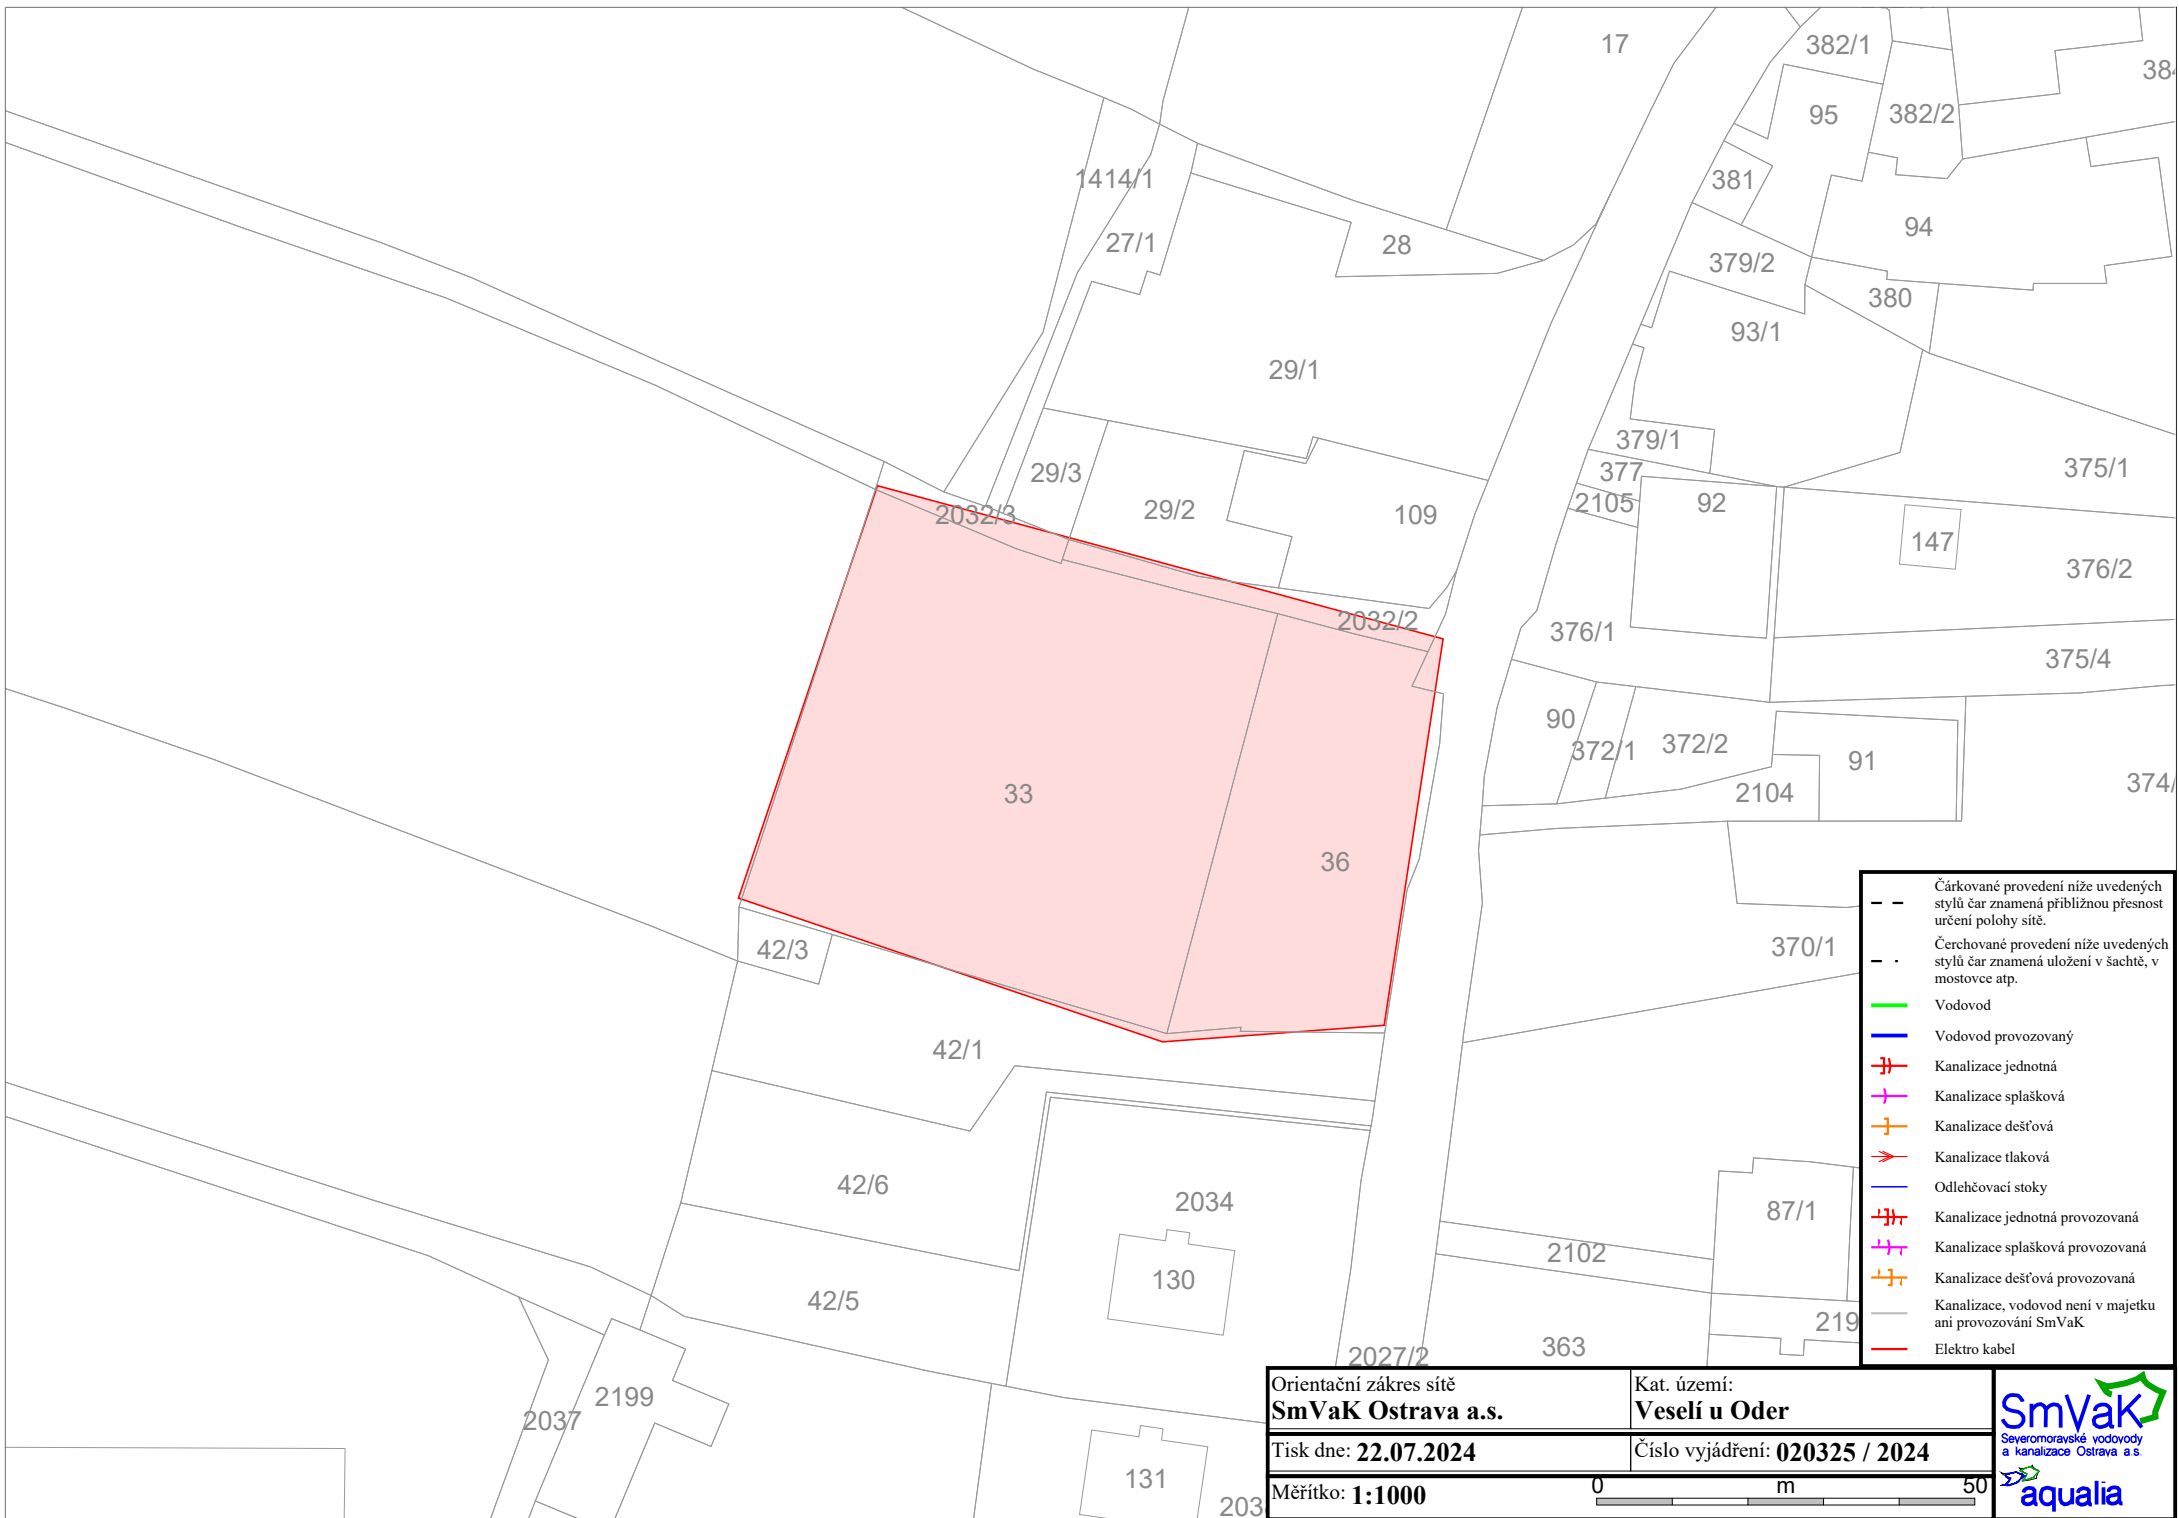 17
382/1
384
95
382/2
1414/1
381
27/1
28
94
379/2
380
93/1
29/1
379/1
377
375/1
29/3
2105
92
29/2
109
2032/3
147
376/2
2032/2
376/1
375/4
90
372/1
372/2
91
2104
374/
33
36
42/3
370/1
42/1
42/6
2034
87/1
2102
130
42/5
219
363
2027/2
2199
2037
131
203
Čárkované provedení níže uvedených
stylů čar znamená přibližnou přesnost
určení polohy sítě.
Čerchované provedení níže uvedených
stylů čar znamená uložení v šachtě, v
mostovce atp.
Vodovod
Vodovod provozovaný
Kanalizace jednotná
Kanalizace splašková
Kanalizace dešťová
Kanalizace tlaková
Odlehčovací stoky
Kanalizace jednotná provozovaná
Kanalizace splašková provozovaná
Kanalizace dešťová provozovaná
Kanalizace, vodovod není v majetku
ani provozování SmVaK
Elektro kabel
Orientační zákres sítě
SmVaK Ostrava a.s.
Kat. území:
Veselí u Oder
Tisk dne: 22.07.2024
Číslo vyjádření: 020325 / 2024
Měřítko: 1:1000
0 m 50
SmVaK
Severomoravské vodovody
a kanalizace Ostrava a.s.
aqualia